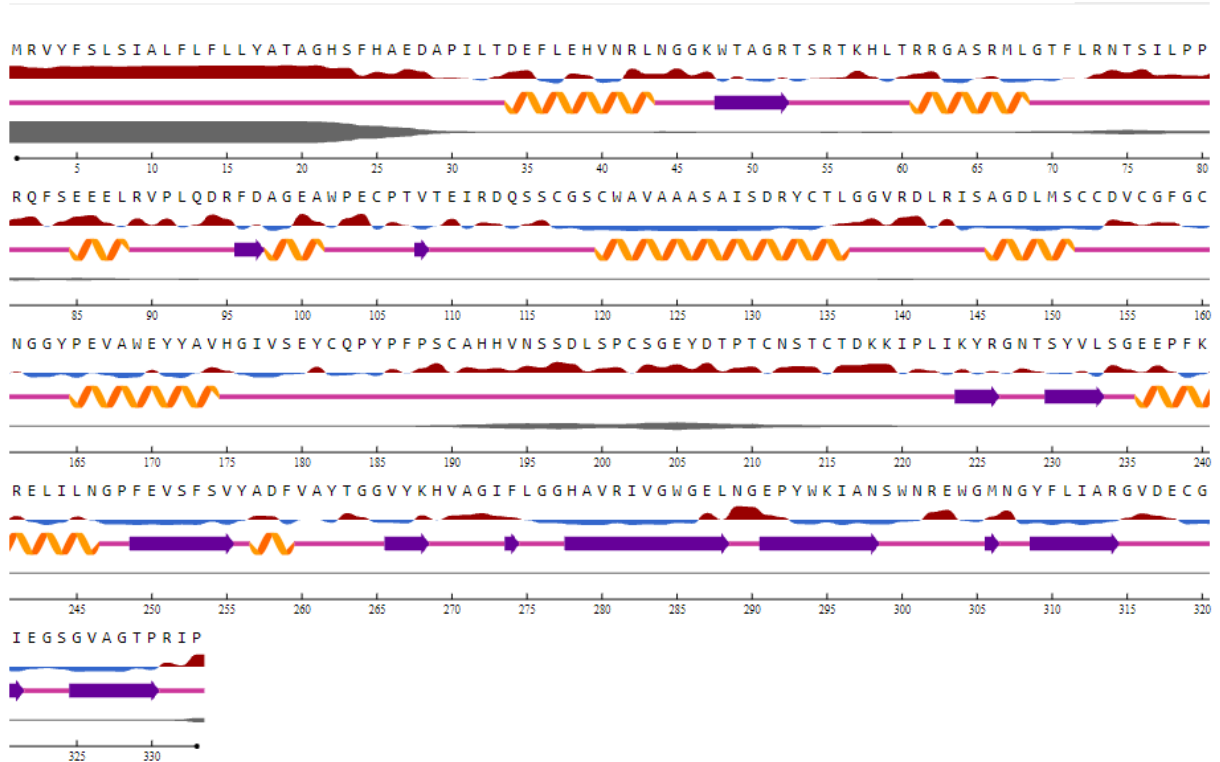 M R V Y F S L S I A L F L F L L Y A T A G H S F H A E D A P I L T D E F L E H V N R L N G G K W T A G R T S R T K H L T R R G A S R M L G T F L R N T S I L P P
5 10 15 20 25 30 35 40 45 50 55 60 65 70 75 80
R Q F S E E E L R V P L Q D R F D A G E A W P E C P T V T E I R D Q S S C G S C W A V A A A S A I S D R Y C T L G G V R D L R I S A G D L M S C C D V C G F G C
85 90 95 100 105 110 115 120 125 130 135 140 145 150 155 160
N G G Y P E V A W E Y Y A V H G I V S E Y C Q P Y P F P S C A H H V N S S D L S P C S G E Y D T P T C N S T C T D K K I P L I K Y R G N T S Y V L S G E E P F K
165 170 175 180 185 190 195 200 205 210 215 220 225 230 235 240
R E L I L N G P F E V S F S V Y A D F V A Y T G G V Y K H V A G I F L G G H A V R I V G W G E L N G E P Y W K I A N S W N R E W G M N G Y F L I A R G V D E C G
245 250 255 260 265 270 275 280 285 290 295 300 305 310 315 320
I E G S G V A G T P R I P
325 330